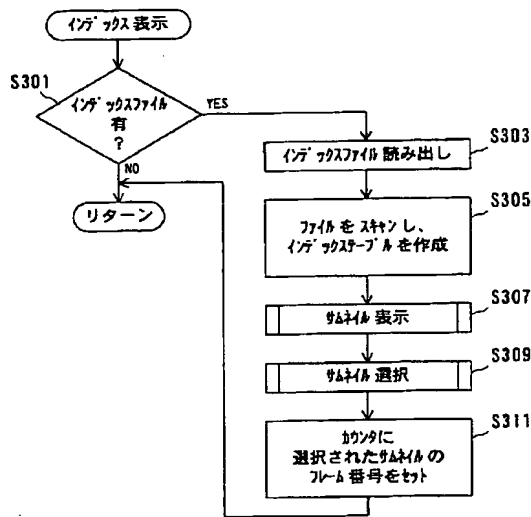 インデックス 表示
S301
インデックスファイル
有
?
YES
NO
リターン
S303
インデックスファイル 読み出し
S305
ファイルを スキャンし、
インデックステーブルを作成
S307
サムネイル 表示
S309
サムネイル 選択
S311
カウンタに
選択されたサムネイルの
フレーム 番号をセット